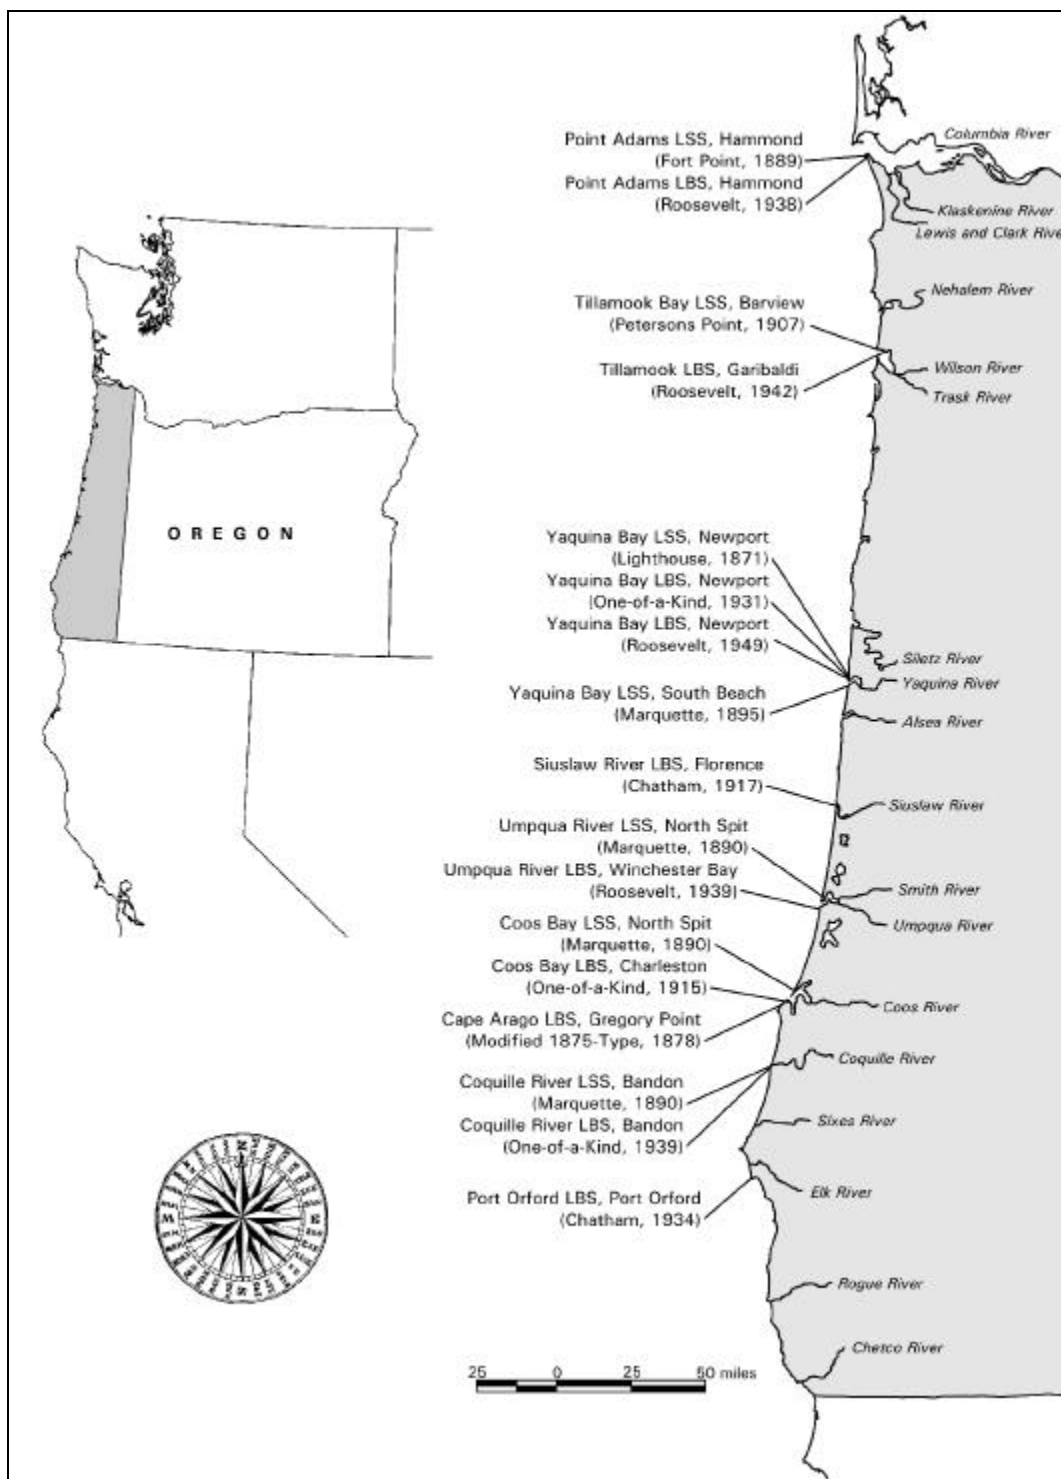 Columbia River
Point Adams LSS, Hammond
(Fort Point, 1889)
Point Adams LBS, Hammond
(Roosevelt, 1938)
Klaskenine River
Lewis and Clark Rive
Nehalem River
Tillamook Bay LSS, Barview
(Petersons Point, 1907)
Tillamook LBS, Garibaldi
(Roosevelt, 1942)
Wilson River
Trask River
OREGON
Yaquina Bay LSS, Newport
(Lighthouse, 1871)
Yaquina Bay LBS, Newport
(One-of-a-Kind, 1931)
Yaquina Bay LBS, Newport
(Roosevelt, 1949)
Siletz River
Yaquina River
Yaquina Bay LSS, South Beach
(Marquette, 1895)
Alsea River
Siuslaw River LBS, Florence
(Chatham, 1917)
Siuslaw River
Umpqua River LSS, North Spit
(Marquette, 1890)
Umpqua River LBS, Winchester Bay
(Roosevelt, 1939)
Smith River
Umpqua River
Coos Bay LSS, North Spit
(Marquette, 1890)
Coos Bay LBS, Charleston
(One-of-a-Kind, 1915)
Coos River
Cape Arago LBS, Gregory Point
(Modified 1875-Type, 1878)
Coquille River
Coquille River LSS, Bandon
(Marquette, 1890)
Coquille River LBS, Bandon
(One-of-a-Kind, 1939)
Sixes River
Elk River
Port Orford LBS, Port Orford
(Chatham, 1934)
Rogue River
Chetco River
25 0 25 50 miles